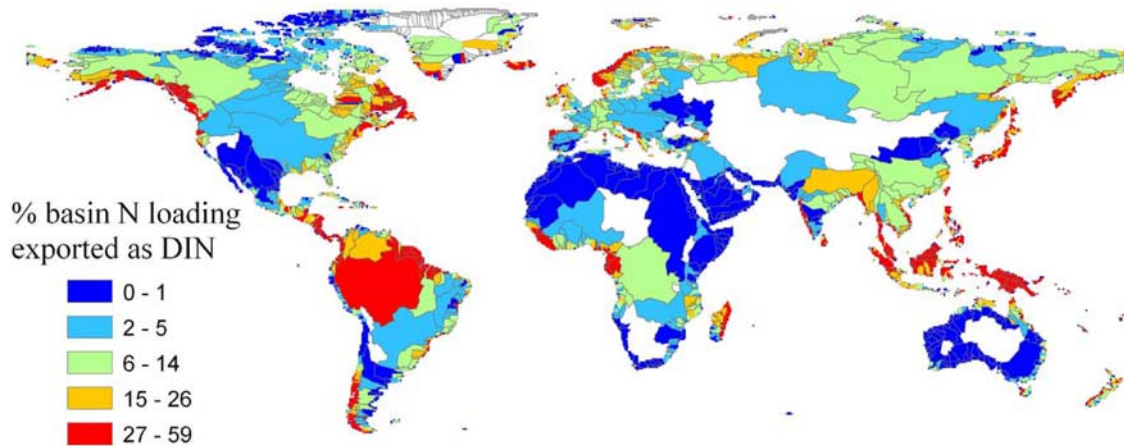 % basin N loading
exported as DIN
0 - 1
2 - 5
6 - 14
15 - 26
27 - 59